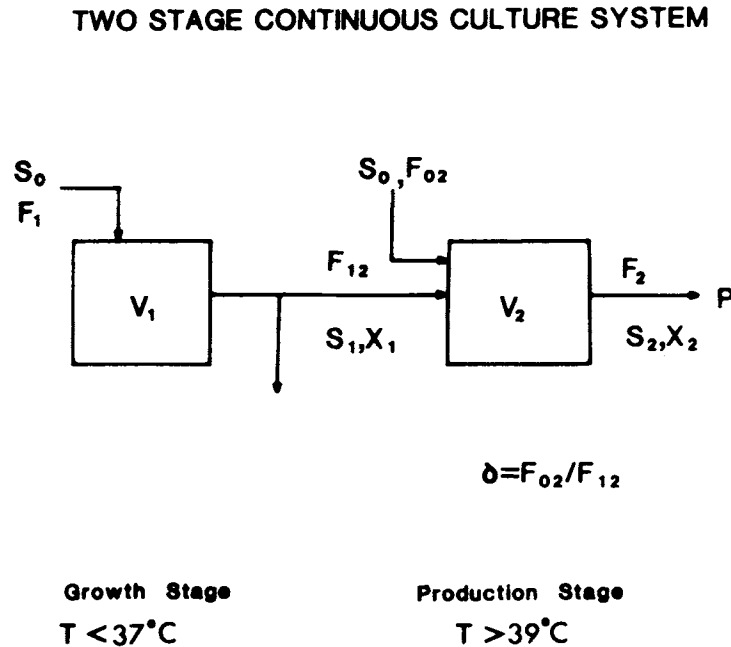 TWO STAGE CONTINUOUS CULTURE SYSTEM
S₀
F₁
S₀,F₀₂
V₁
F₁₂
S₁,X₁
V₂
F₂
P
S₂,X₂
δ=F₀₂/F₁₂
Growth Stage
T <37°C
Production Stage
T >39°C